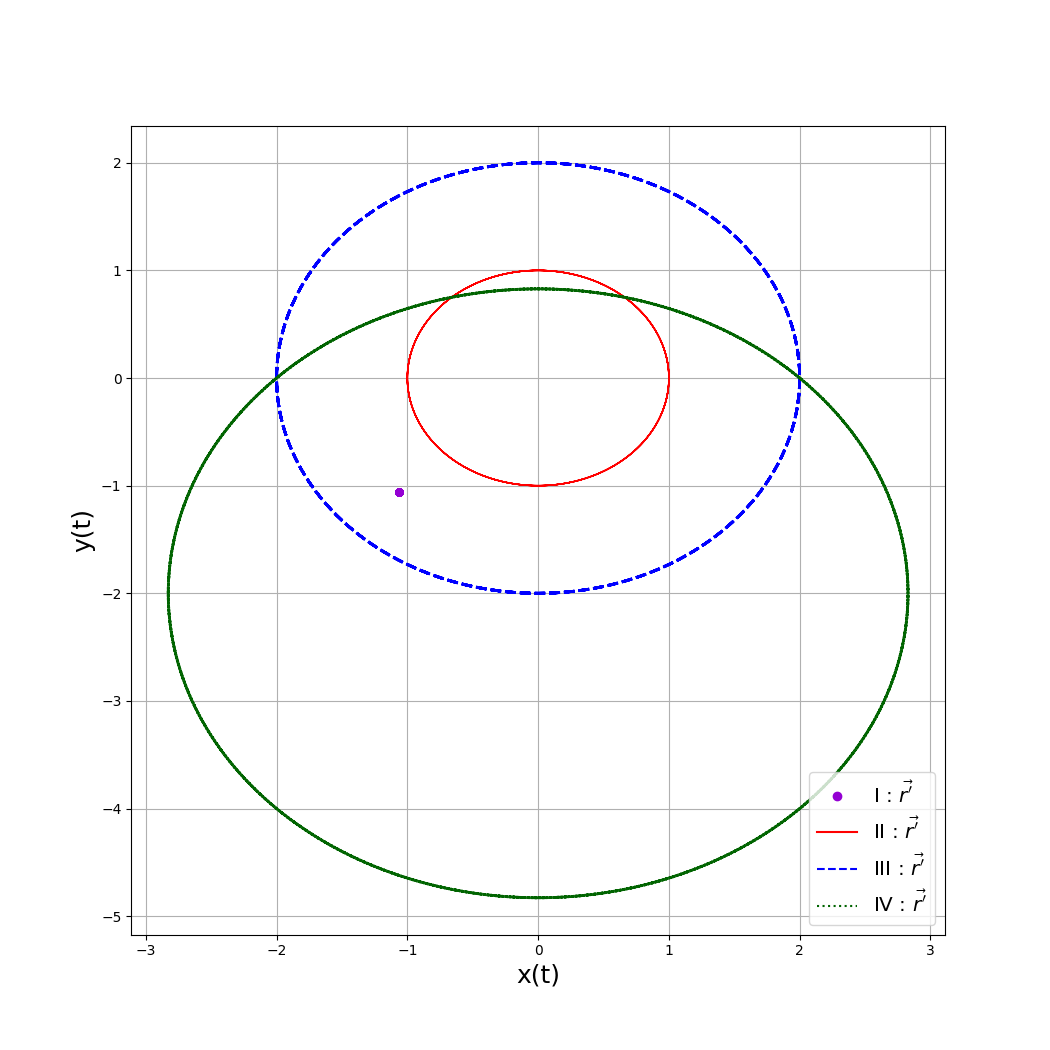 2
1
0
−1
−2
−3
−4
−5
y(t)
−3 −2 −1 0 1 2 3
x(t)
I : r⃗′
II : r⃗′
III : r⃗′
IV : r⃗′